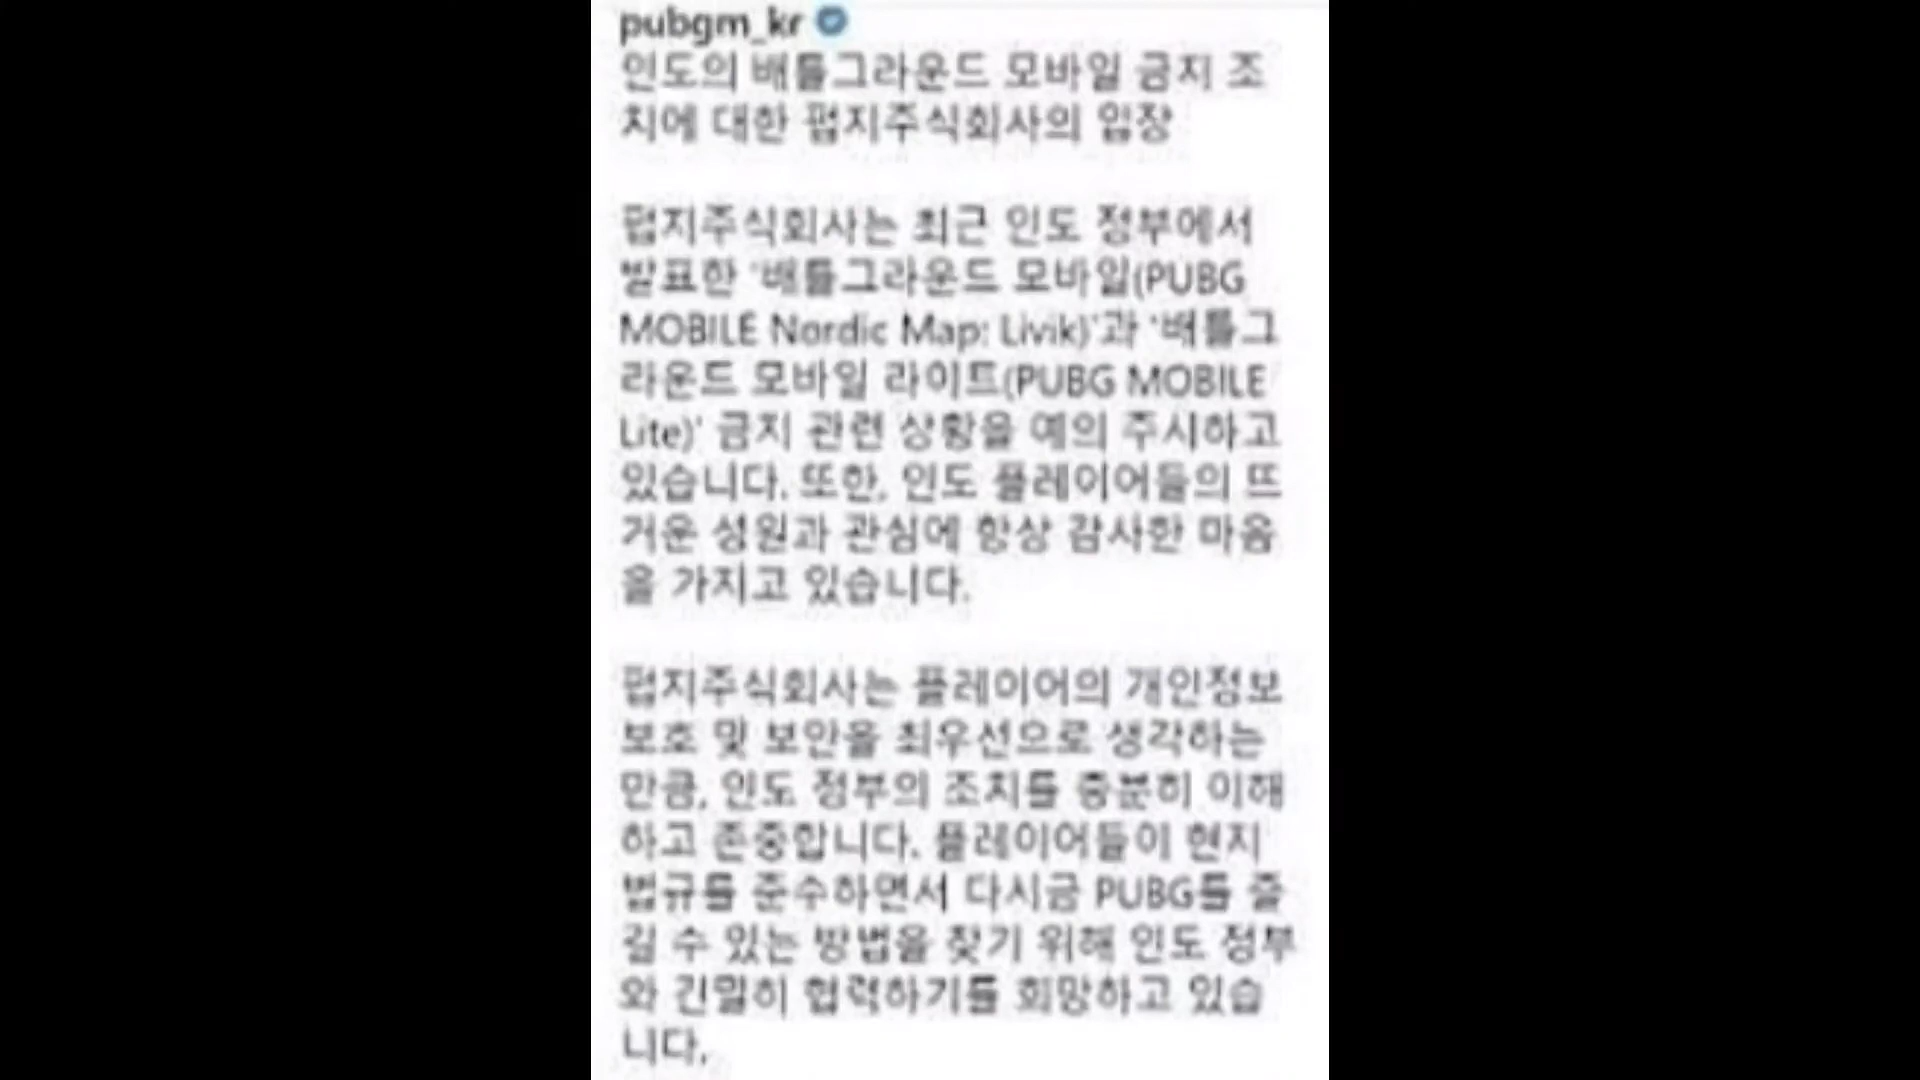 pubgm_kr
인도의 배틀그라운드 모바일 금지 조
치에 대한 펍지주식회사의 입장
펍지주식회사는 최근 인도 정부에서
발표한 '배틀그라운드 모바일(PUBG
MOBILE Nordic Map: Livik)'과 '배틀그
라운드 모바일 라이트(PUBG MOBILE
Lite)' 금지 관련 상황을 예의 주시하고
있습니다. 또한, 인도 플레이어들의 뜨
거운 성원과 관심에 항상 감사한 마음
을 가지고 있습니다.
펍지주식회사는 플레이어의 개인정보
보호 및 보안을 최우선으로 생각하는
만큼, 인도 정부의 조치를 충분히 이해
하고 존중합니다. 플레이어들이 현지
법규를 준수하면서 다시금 PUBG를 즐
길 수 있는 방법을 찾기 위해 인도 정부
와 긴밀히 협력하기를 희망하고 있습
니다.